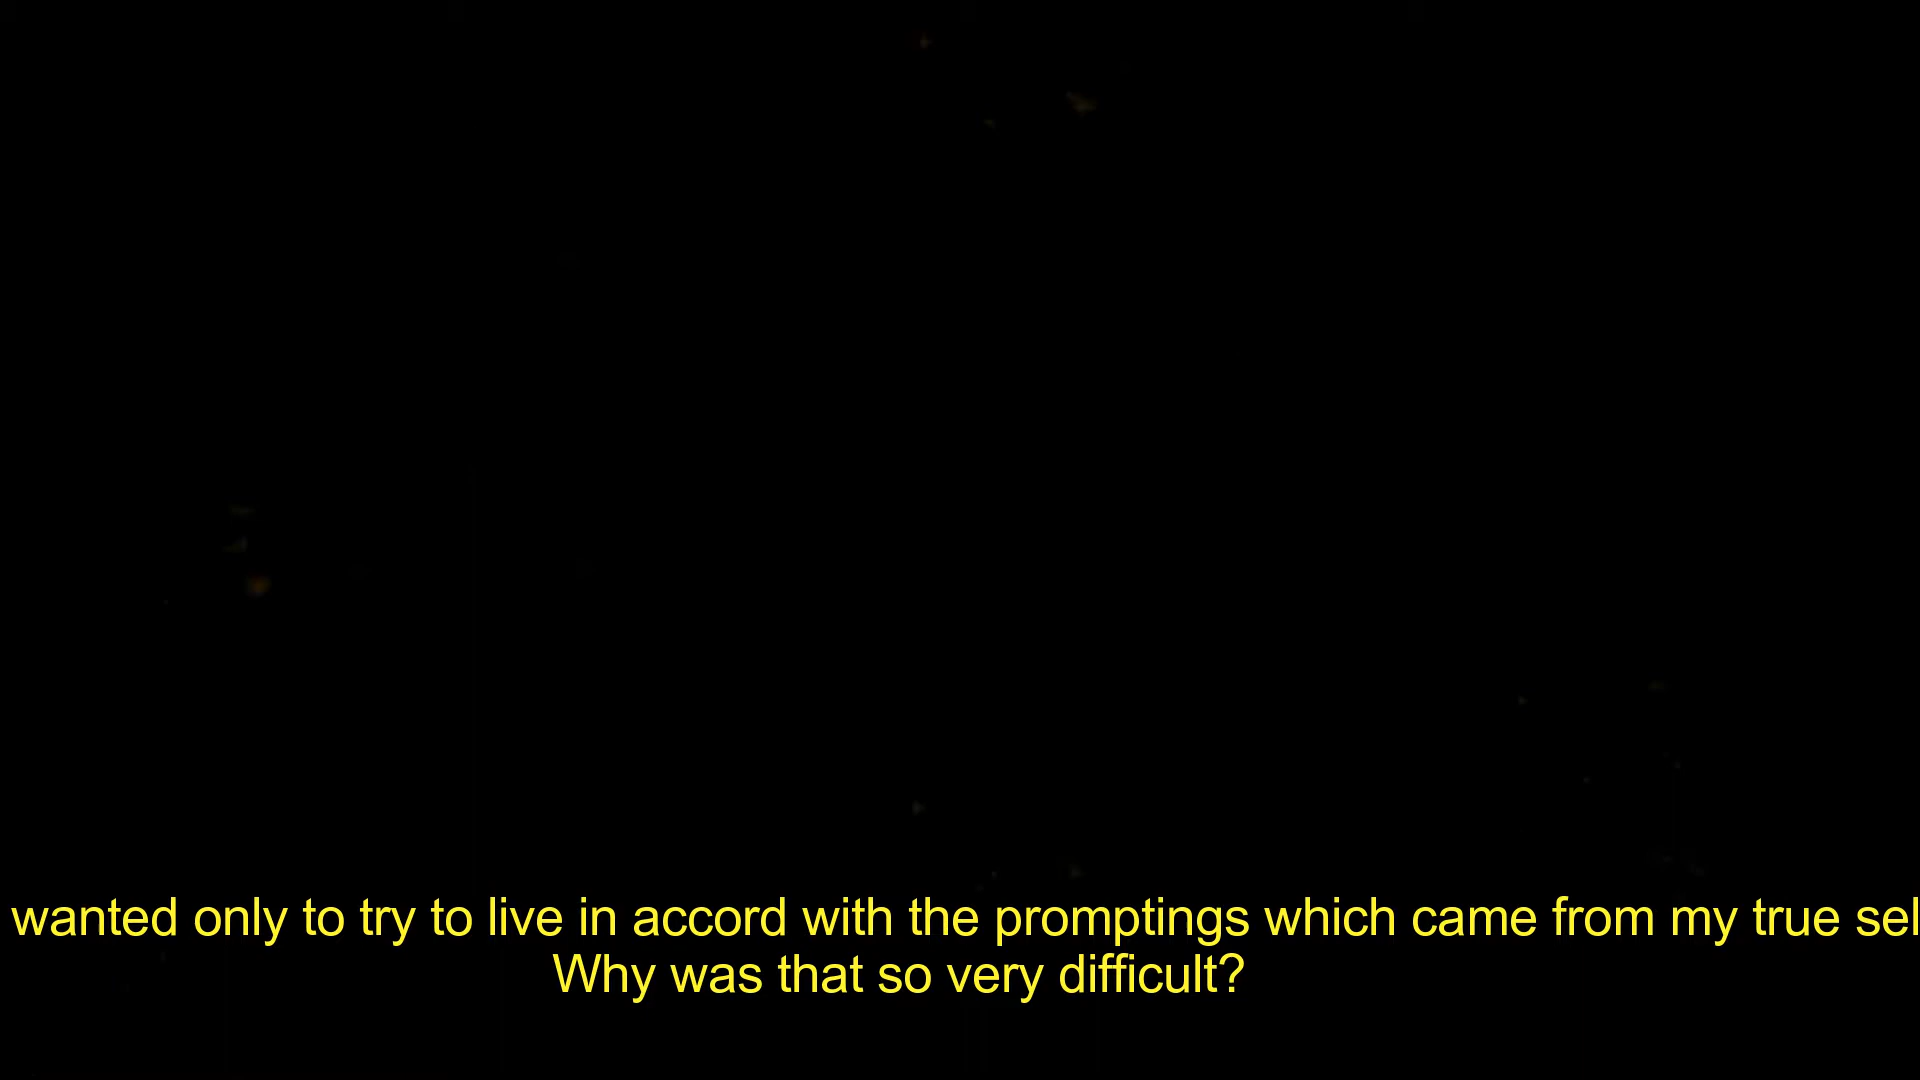 wanted only to try to live in accord with the promptings which came from my true sel
Why was that so very difficult?